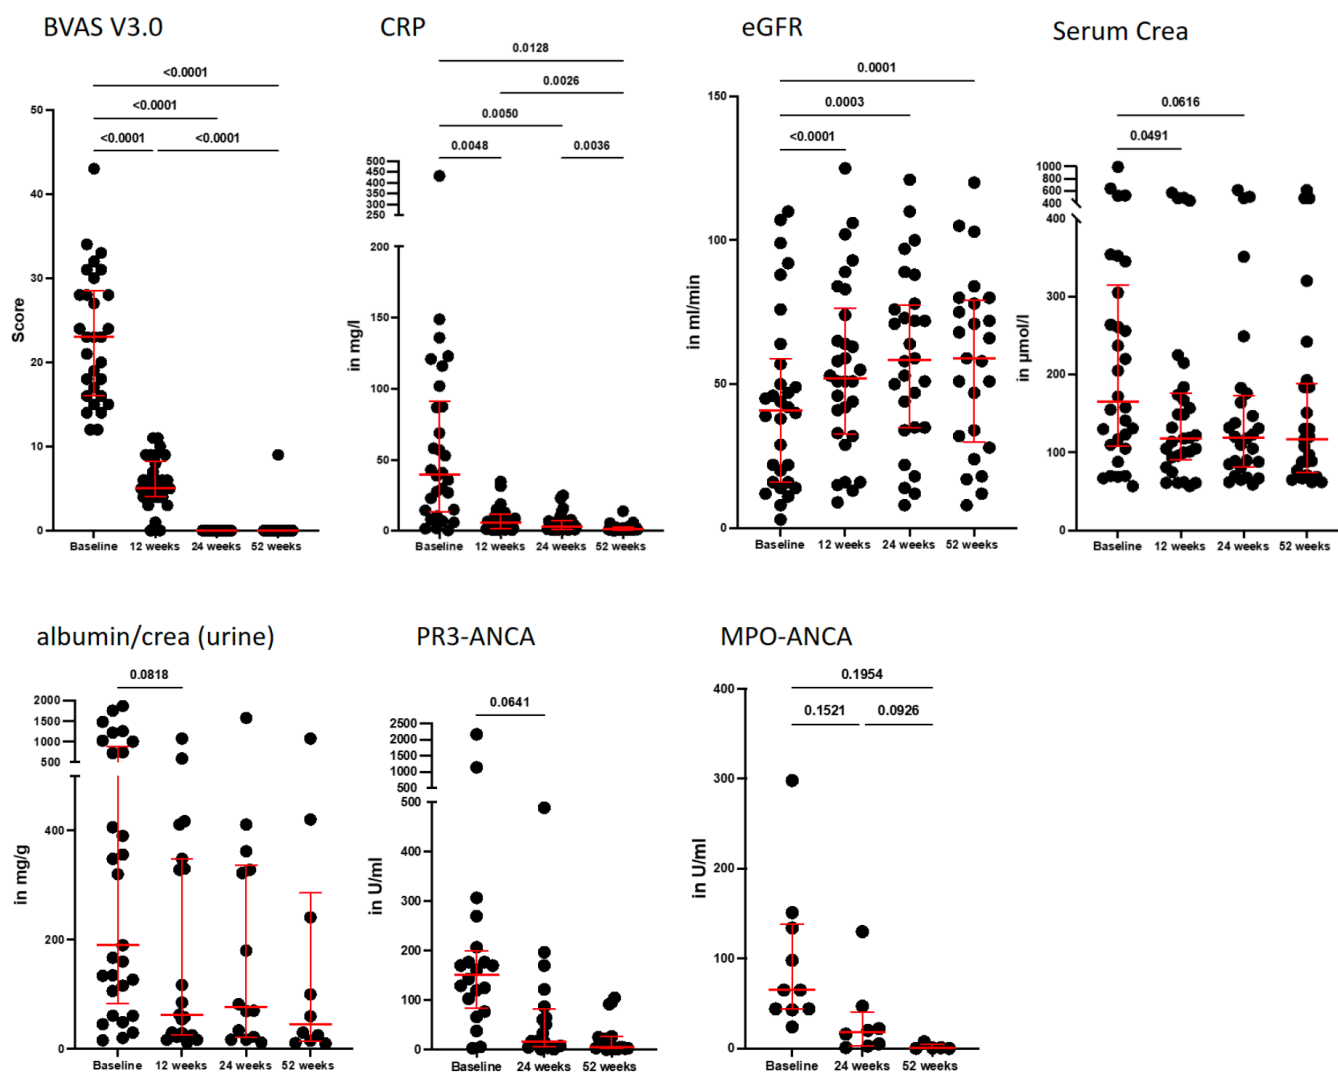 BVAS V3.0
<0.0001
<0.0001
<0.0001
<0.0001
50
40
30
20
10
0
Score
Baseline
12 weeks
24 weeks
52 weeks
CRP
0.0128
0.0026
0.0050
0.0048
0.0036
500
450
400
350
300
250
200
150
100
50
0
in mg/l
Baseline
12 weeks
24 weeks
52 weeks
eGFR
0.0001
0.0003
<0.0001
150
100
50
0
in ml/min
Baseline
12 weeks
24 weeks
52 weeks
Serum Crea
0.0616
0.0491
1000
800
600
400
400
300
200
100
0
in µmol/l
Baseline
12 weeks
24 weeks
52 weeks
albumin/crea (urine)
0.0818
2000
1500
1000
500
400
200
0
in mg/g
Baseline
12 weeks
24 weeks
52 weeks
PR3-ANCA
0.0641
2500
2000
1500
1000
500
500
400
300
200
100
0
in U/ml
Baseline
24 weeks
52 weeks
MPO-ANCA
0.1954
0.1521
0.0926
400
300
200
100
0
in U/ml
Baseline
24 weeks
52 weeks